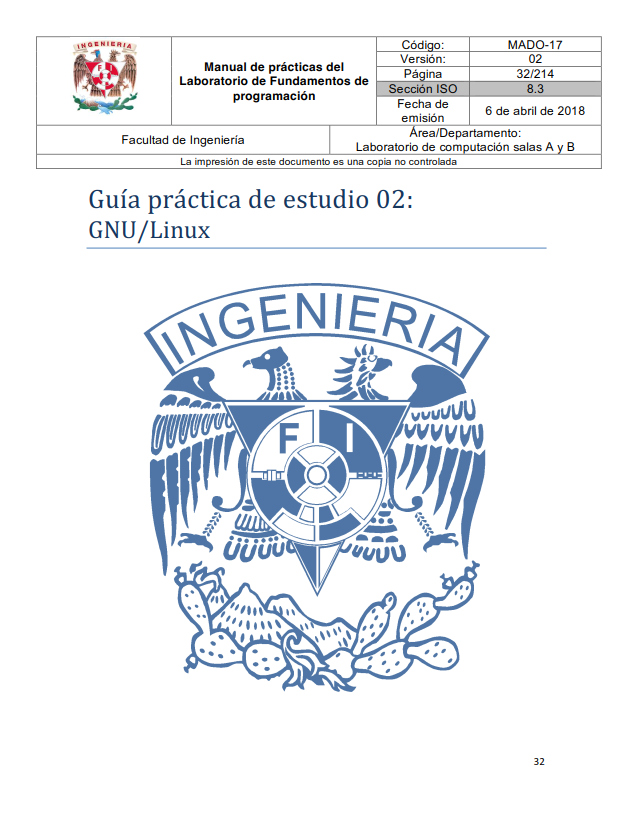 INGENIERIA
Manual de prácticas del
Laboratorio de Fundamentos de
programación
Código:
MADO-17
Versión:
02
Página
32/214
Sección ISO
8.3
Fecha de
emisión
6 de abril de 2018
Facultad de Ingeniería
Área/Departamento:
Laboratorio de computación salas A y B
La impresión de este documento es una copia no controlada
Guía práctica de estudio 02:
GNU/Linux
INGENIERIA
F I
32